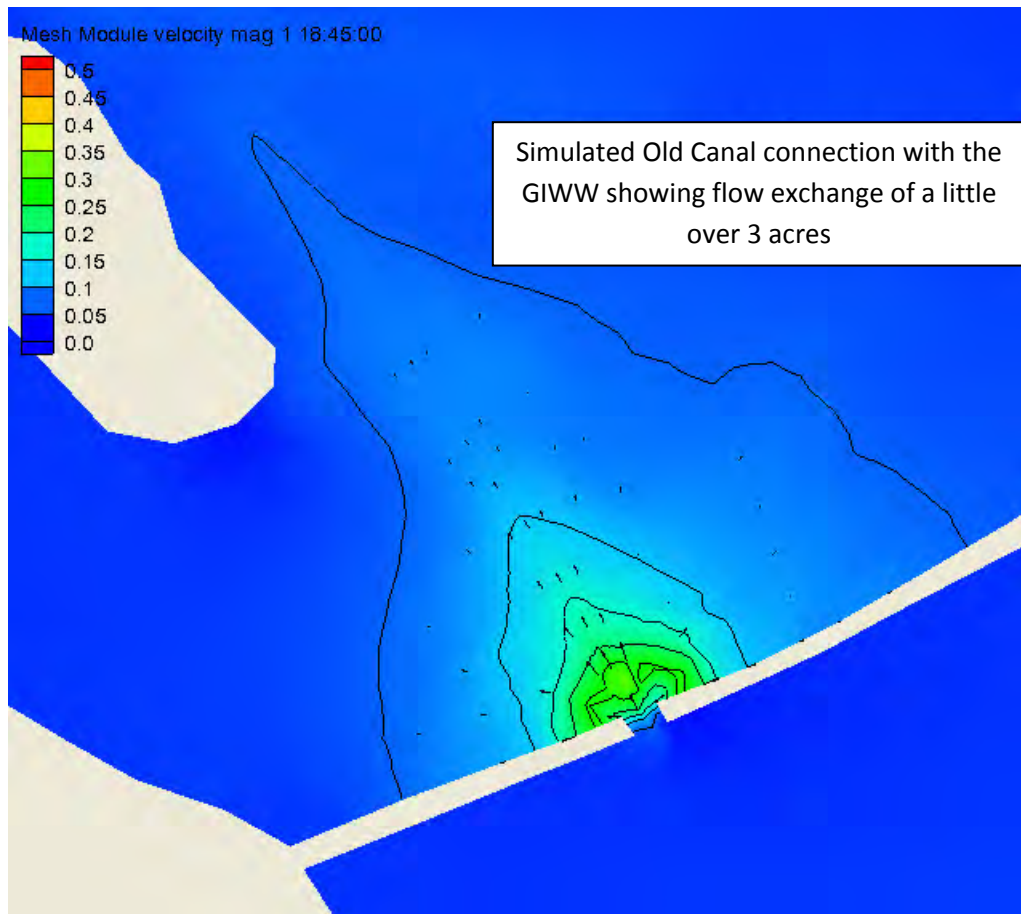 Mesh Module velocity mag 1 18:45:00
0.5
0.45
0.4
0.35
0.3
0.25
0.2
0.15
0.1
0.05
0.0
Simulated Old Canal connection with the
GIWW showing flow exchange of a little
over 3 acres